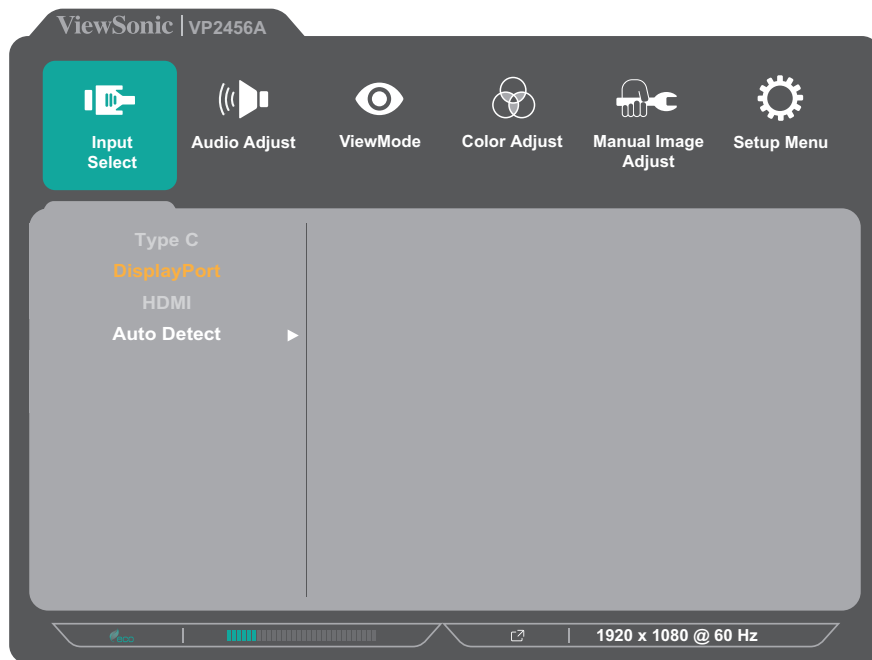 ViewSonic | VP2456A
Input
Select
Audio Adjust
ViewMode
Color Adjust
Manual Image
Adjust
Setup Menu
Type C
DisplayPort
HDMI
Auto Detect
eco
1920 x 1080 @ 60 Hz